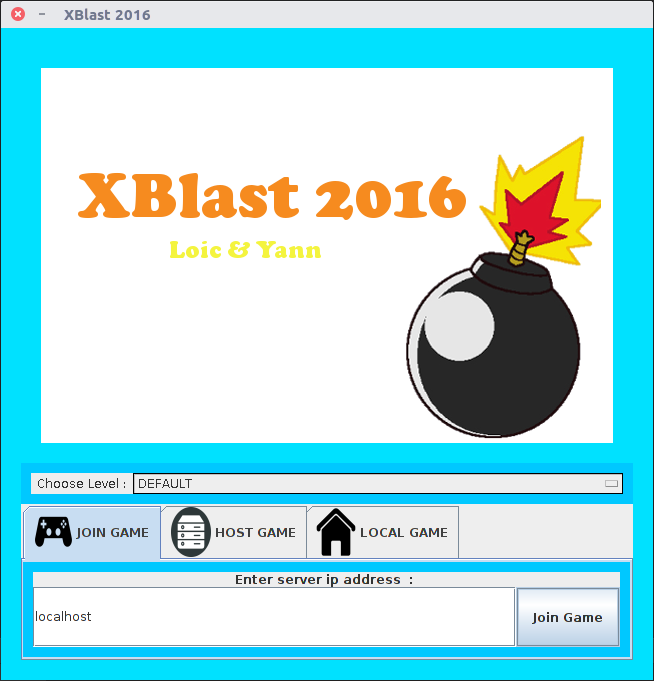 XBlast 2016
XBlast 2016
Loic & Yann
Choose Level : DEFAULT
JOIN GAME HOST GAME LOCAL GAME
Enter server ip address :
localhost Join Game